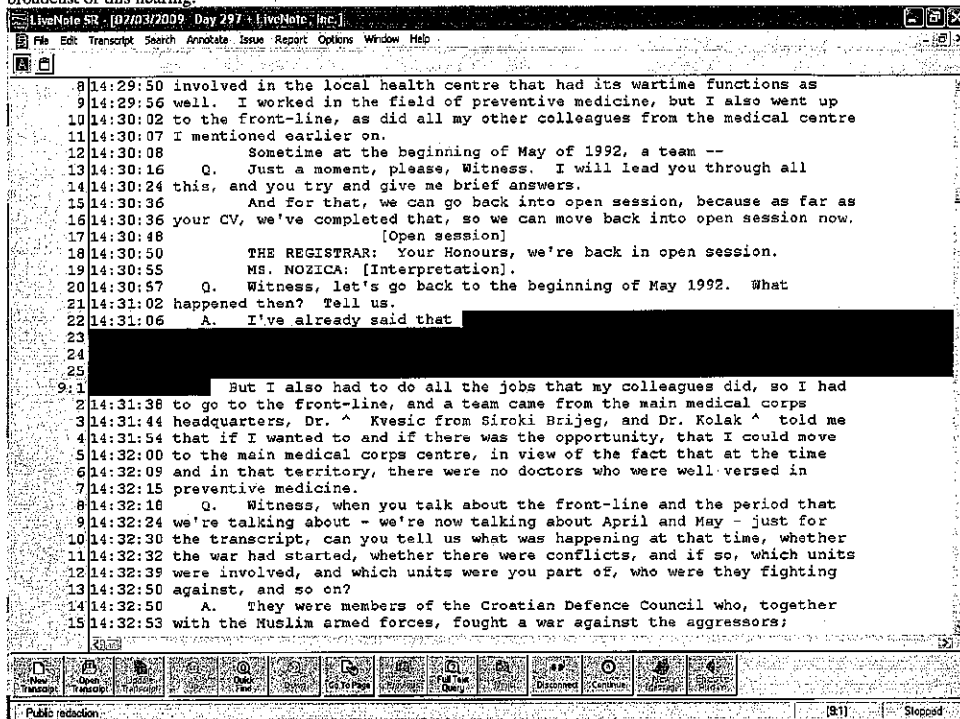 broadcast of this hearing.
LiveNote SR - [02/03/2009 Day 297 - LiveNote, Inc.]
File Edit Transcript Search Annotate Issue Report Options Window Help
8 14:29:50 involved in the local health centre that had its wartime functions as
9 14:29:56 well. I worked in the field of preventive medicine, but I also went up
10 14:30:02 to the front-line, as did all my other colleagues from the medical centre
11 14:30:07 I mentioned earlier on.
12 14:30:08 Sometime at the beginning of May of 1992, a team --
13 14:30:16 Q. Just a moment, please, Witness. I will lead you through all
14 14:30:24 this, and you try and give me brief answers.
15 14:30:36 And for that, we can go back into open session, because as far as
16 14:30:36 your CV, we've completed that, so we can move back into open session now.
17 14:30:48 [Open session]
18 14:30:50 THE REGISTRAR: Your Honours, we're back in open session.
19 14:30:55 MS. NOZICA: [Interpretation].
20 14:30:57 Q. Witness, let's go back to the beginning of May 1992. What
21 14:31:02 happened then? Tell us.
22 14:31:06 A. I've already said that
23
24
25
9:1 But I also had to do all the jobs that my colleagues did, so I had
2 14:31:38 to go to the front-line, and a team came from the main medical corps
3 14:31:44 headquarters, Dr. ^ Kvesic from Siroki Brijeg, and Dr. Kolak ^ told me
4 14:31:54 that if I wanted to and if there was the opportunity, that I could move
5 14:32:00 to the main medical corps centre, in view of the fact that at the time
6 14:32:09 and in that territory, there were no doctors who were well versed in
7 14:32:15 preventive medicine.
8 14:32:18 Q. Witness, when you talk about the front-line and the period that
9 14:32:24 we're talking about - we're now talking about April and May - just for
10 14:32:30 the transcript, can you tell us what was happening at that time, whether
11 14:32:32 the war had started, whether there were conflicts, and if so, which units
12 14:32:39 were involved, and which units were you part of, who were they fighting
13 14:32:50 against, and so on?
14 14:32:50 A. They were members of the Croatian Defence Council who, together
15 14:32:53 with the Muslim armed forces, fought a war against the aggressors;
New Transcript Open Transcript Quick Find Go To Page Full Text Query Disconnect Continue
Public redaction [9:1] Stopped